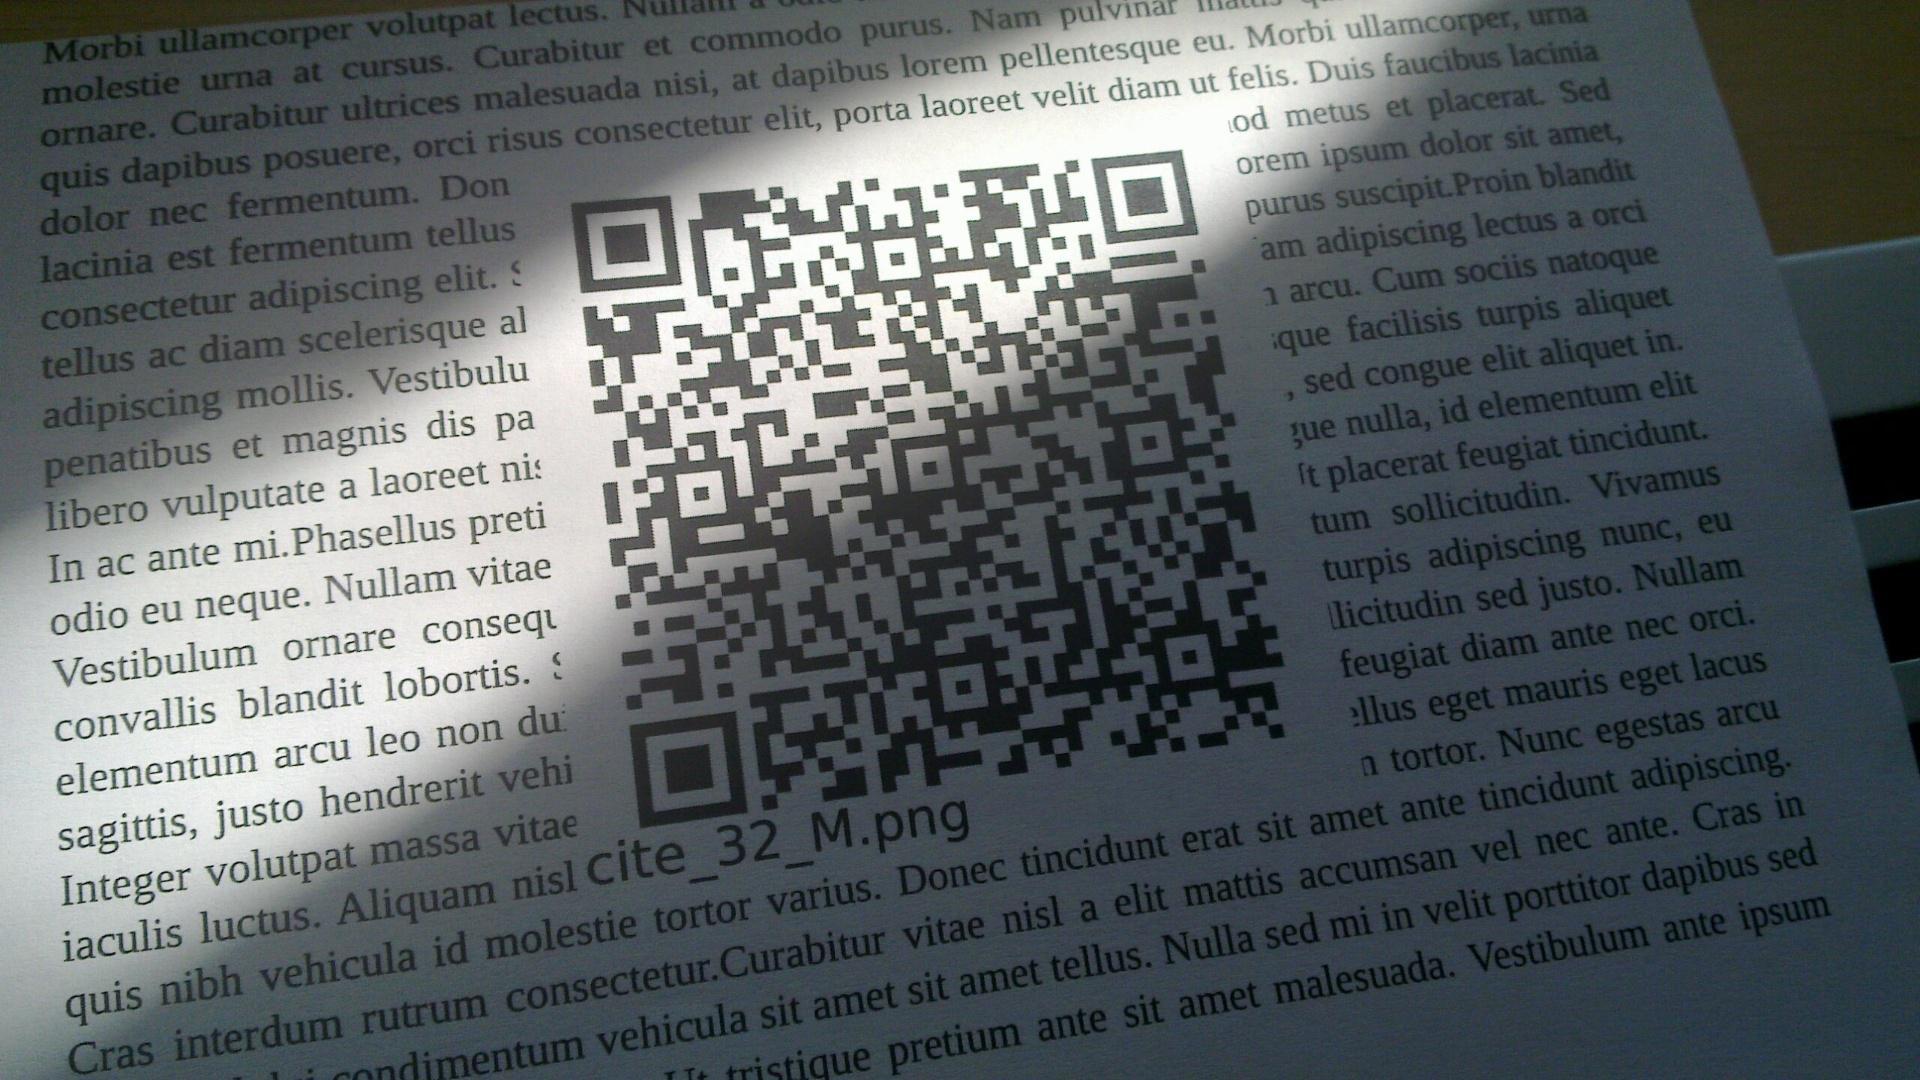 Morbi ullamcorper volutpat lectus. Nullam a
molestie urna at cursus. Curabitur et commodo purus. Nam pulvinar mattis
ornare. Curabitur ultrices malesuada nisi, at dapibus lorem pellentesque eu. Morbi ullamcorper, urna
quis dapibus posuere, orci risus consectetur elit, porta laoreet velit diam ut felis. Duis faucibus lacinia
dolor nec fermentum. Don od metus et placerat. Sed
lacinia est fermentum tellus orem ipsum dolor sit amet,
consectetur adipiscing elit. S purus suscipit.Proin blandit
tellus ac diam scelerisque al am adipiscing lectus a orci
adipiscing mollis. Vestibulu arcu. Cum sociis natoque
penatibus et magnis dis pa que facilisis turpis aliquet
libero vulputate a laoreet nis , sed congue elit aliquet in.
In ac ante mi.Phasellus preti gue nulla, id elementum elit
odio eu neque. Nullam vitae t placerat feugiat tincidunt.
Vestibulum ornare consequ tum sollicitudin. Vivamus
convallis blandit lobortis. S turpis adipiscing nunc, eu
elementum arcu leo non dui llicitudin sed justo. Nullam
sagittis, justo hendrerit vehi feugiat diam ante nec orci.
Integer volutpat massa vitae ellus eget mauris eget lacus
iaculis luctus. Aliquam nisl n tortor. Nunc egestas arcu
cite_32_M.png
quis nibh vehicula id molestie tortor varius. Donec tincidunt erat sit amet ante tincidunt adipiscing.
Cras interdum rutrum consectetur.Curabitur vitae nisl a elit mattis accumsan vel nec ante. Cras in
condimentum vehicula sit amet sit amet tellus. Nulla sed mi in velit porttitor dapibus sed
Ut tristique pretium ante sit amet malesuada. Vestibulum ante ipsum